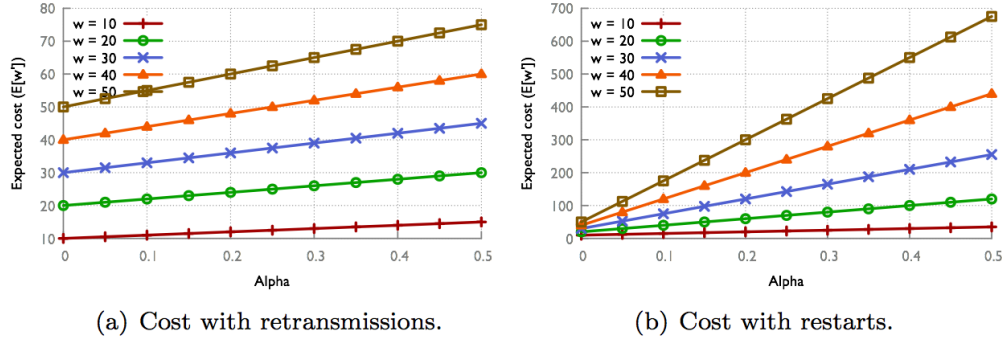 80
70
60
50
40
30
20
10
Expected cost (E[w'])
w = 10
w = 20
w = 30
w = 40
w = 50
0
0.1
0.2
0.3
0.4
0.5
Alpha
(a) Cost with retransmissions.
700
600
500
400
300
200
100
0
Expected cost (E[w'])
w = 10
w = 20
w = 30
w = 40
w = 50
0
0.1
0.2
0.3
0.4
0.5
Alpha
(b) Cost with restarts.